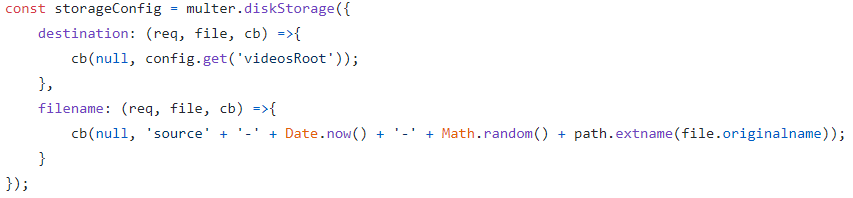 const storageConfig = multer.diskStorage({
    destination: (req, file, cb) =>{
        cb(null, config.get('videosRoot'));
    },
    filename: (req, file, cb) =>{
        cb(null, 'source' + '-' + Date.now() + '-' + Math.random() + path.extname(file.originalname));
    }
});